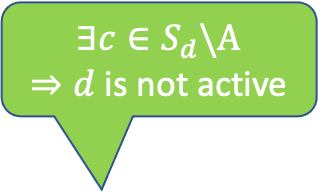 ∃𝑐 ∈ 𝑆_𝑑\A
⇒ 𝑑 is not active